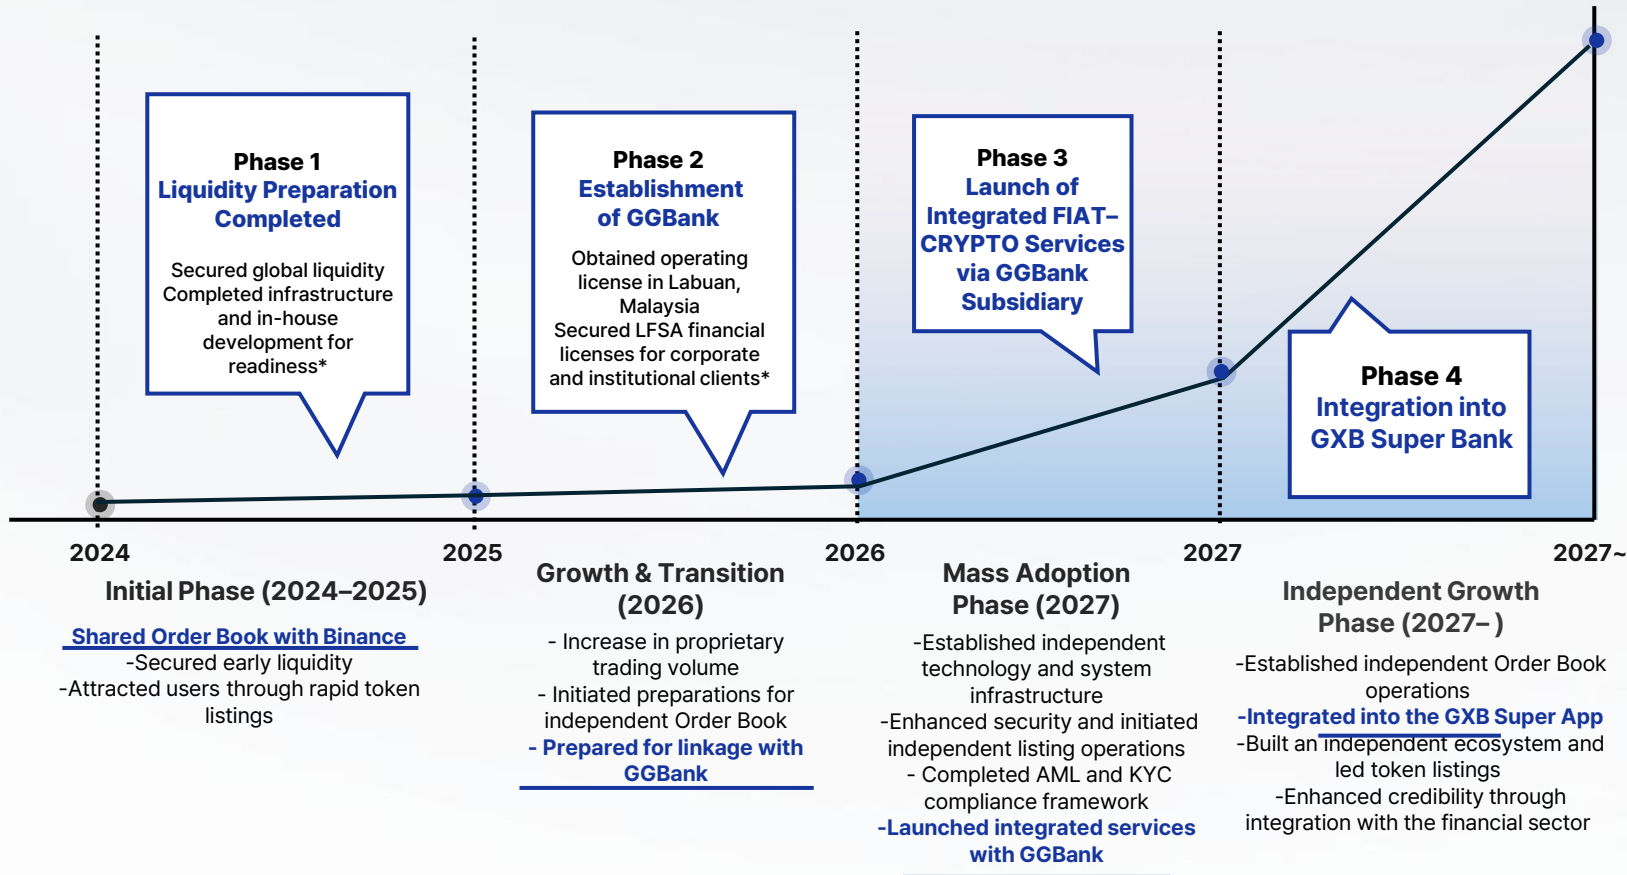 Phase 1
Liquidity Preparation
Completed
Secured global liquidity
Completed infrastructure
and in-house
development for
readiness*
Phase 2
Establishment
of GGBank
Obtained operating
license in Labuan,
Malaysia
Secured LFSA financial
licenses for corporate
and institutional clients*
Phase 3
Launch of
Integrated FIAT–
CRYPTO Services
via GGBank
Subsidiary
Phase 4
Integration into
GXB Super Bank
2024
2025
2026
2027
2027~
Initial Phase (2024–2025)
Shared Order Book with Binance
-Secured early liquidity
-Attracted users through rapid token
listings
Growth & Transition
(2026)
- Increase in proprietary
trading volume
- Initiated preparations for
independent Order Book
- Prepared for linkage with
GGBank
Mass Adoption
Phase (2027)
-Established independent
technology and system
infrastructure
-Enhanced security and initiated
independent listing operations
- Completed AML and KYC
compliance framework
-Launched integrated services
with GGBank
Independent Growth
Phase (2027– )
-Established independent Order Book
operations
-Integrated into the GXB Super App
-Built an independent ecosystem and
led token listings
-Enhanced credibility through
integration with the financial sector